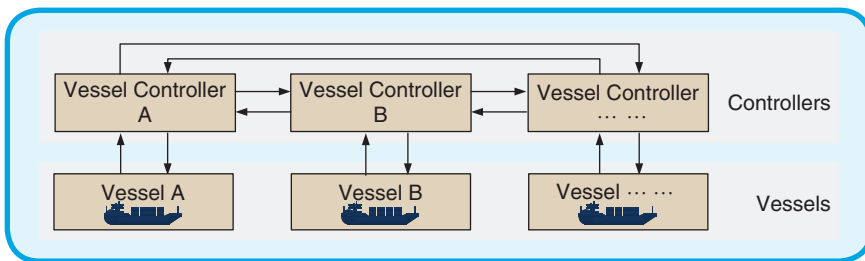 Vessel Controller
A
Vessel Controller
B
Vessel Controller
... ...
Controllers
Vessel A
Vessel B
Vessel ... ...
Vessels